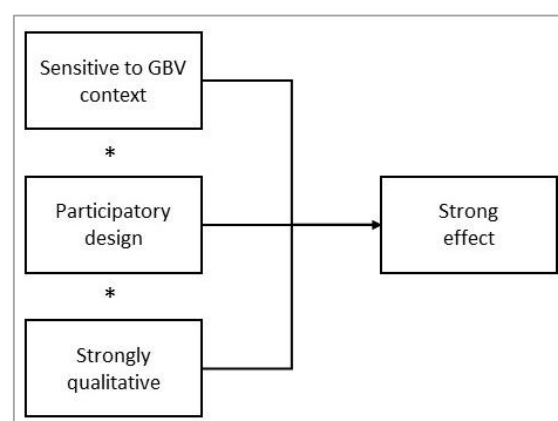 Sensitive to GBV
context
*
Participatory
design
*
Strongly
qualitative
Strong
effect